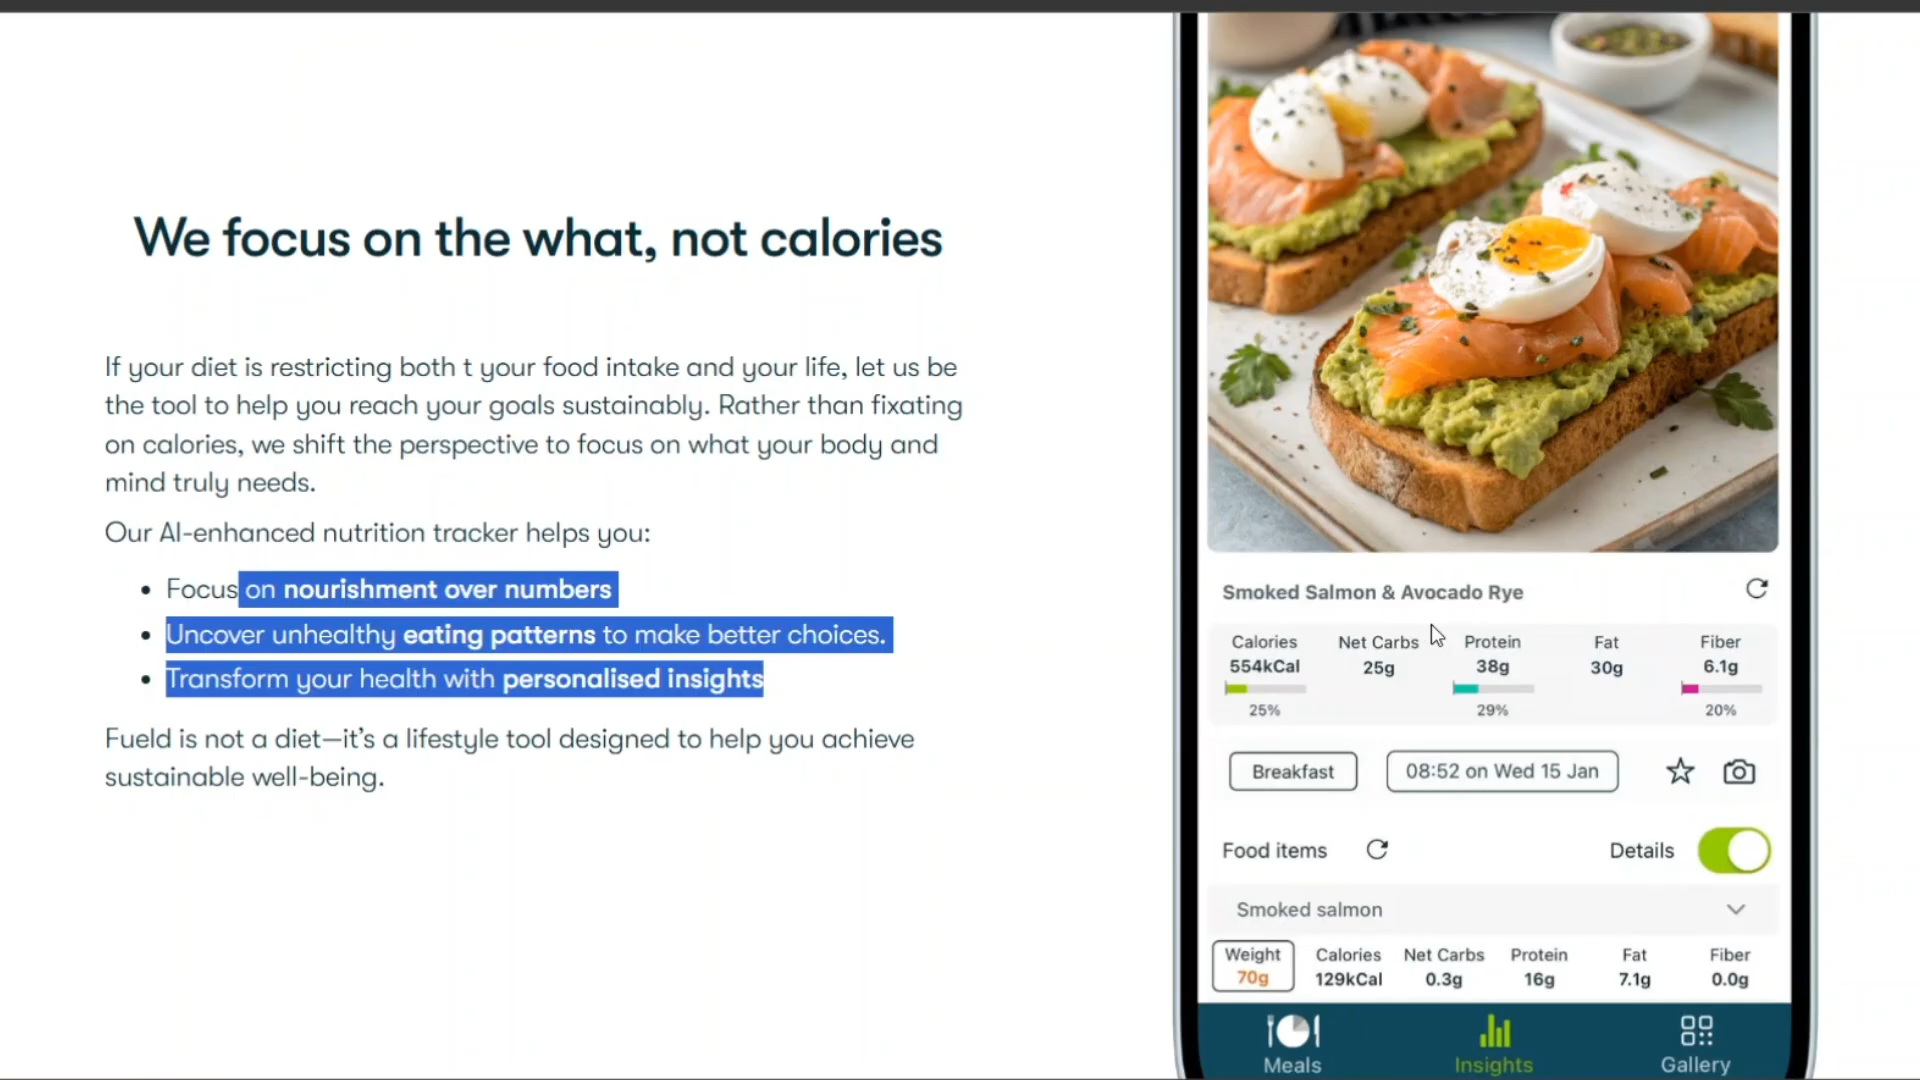 We focus on the what, not calories
If your diet is restricting both t your food intake and your life, let us be
the tool to help you reach your goals sustainably. Rather than fixating
on calories, we shift the perspective to focus on what your body and
mind truly needs.
Our AI-enhanced nutrition tracker helps you:
• Focus on nourishment over numbers
• Uncover unhealthy eating patterns to make better choices.
• Transform your health with personalised insights
Fueld is not a diet—it's a lifestyle tool designed to help you achieve
sustainable well-being.
Smoked Salmon & Avocado Rye
Calories Net Carbs Protein Fat Fiber
554kCal 25g 38g 30g 6.1g
25% 29% 20%
Breakfast 08:52 on Wed 15 Jan
Food items Details
Smoked salmon
Weight Calories Net Carbs Protein Fat Fiber
70g 129kCal 0.3g 16g 7.1g 0.0g
Meals Insights Gallery